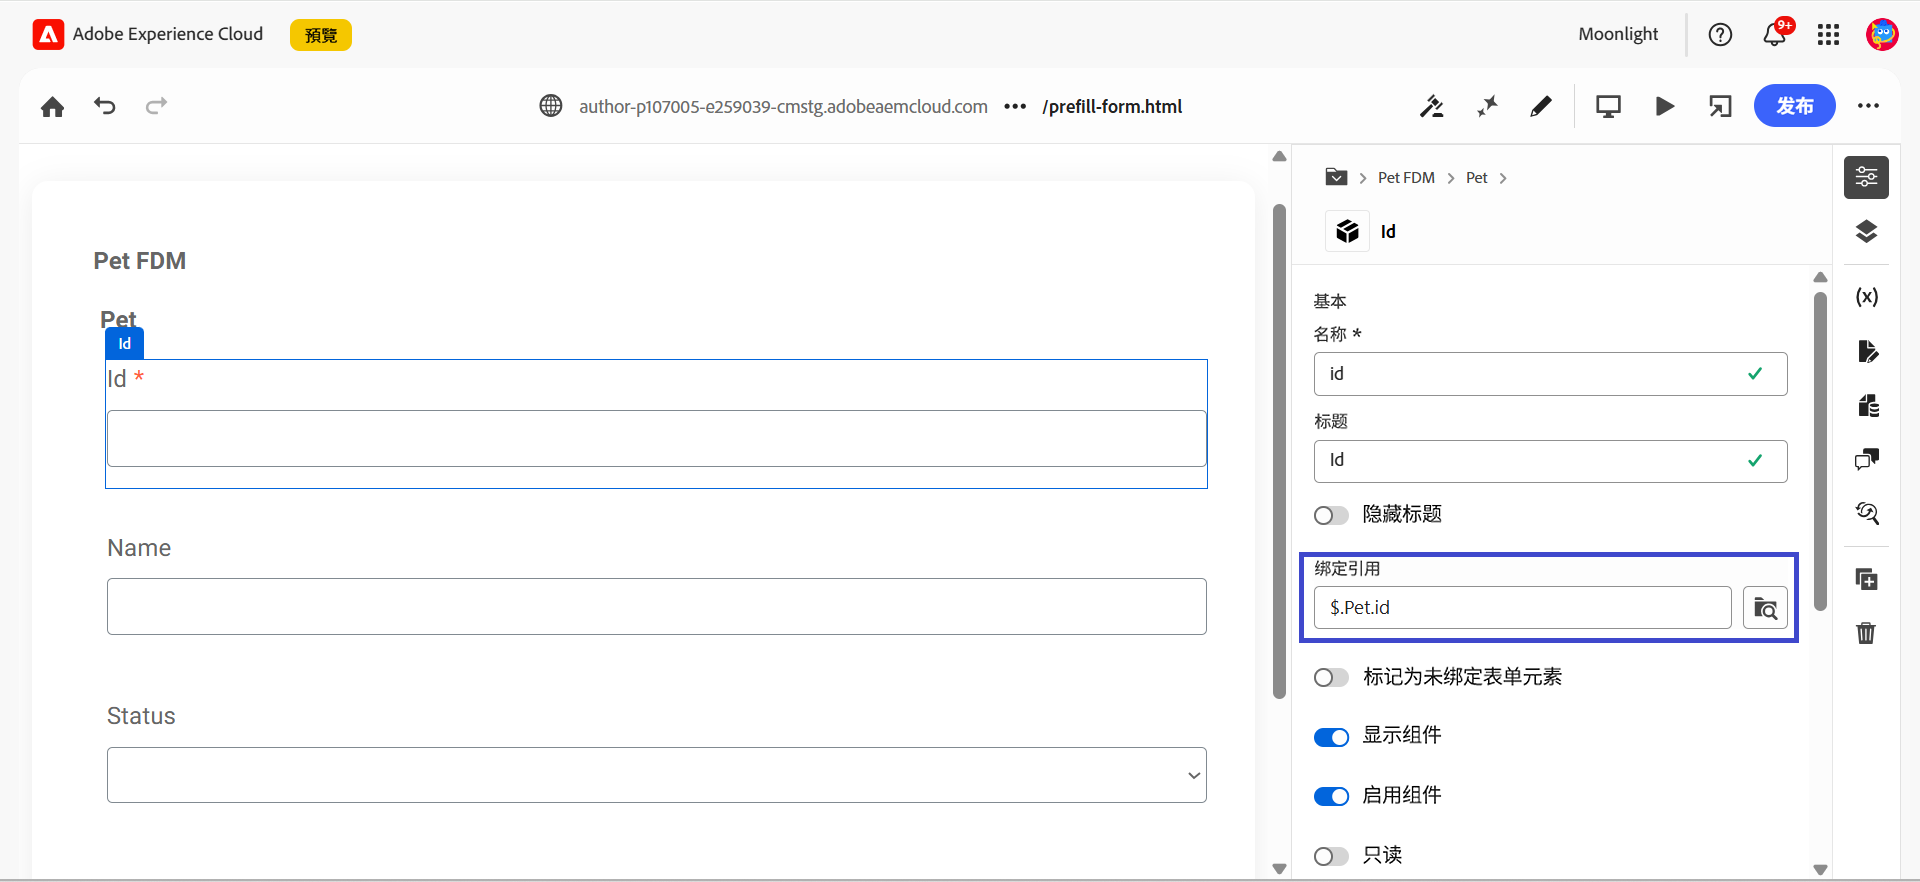 Adobe Experience Cloud
預覽
Moonlight
9+
author-p107005-e259039-cmstg.adobeaemcloud.com ••• /prefill-form.html
发布
Pet FDM
Pet
Id
Id *
Name
Status
Pet FDM > Pet >
Id
基本
名称 *
id
标题
Id
隐藏标题
绑定引用
$.Pet.id
标记为未绑定表单元素
显示组件
启用组件
只读
(x)